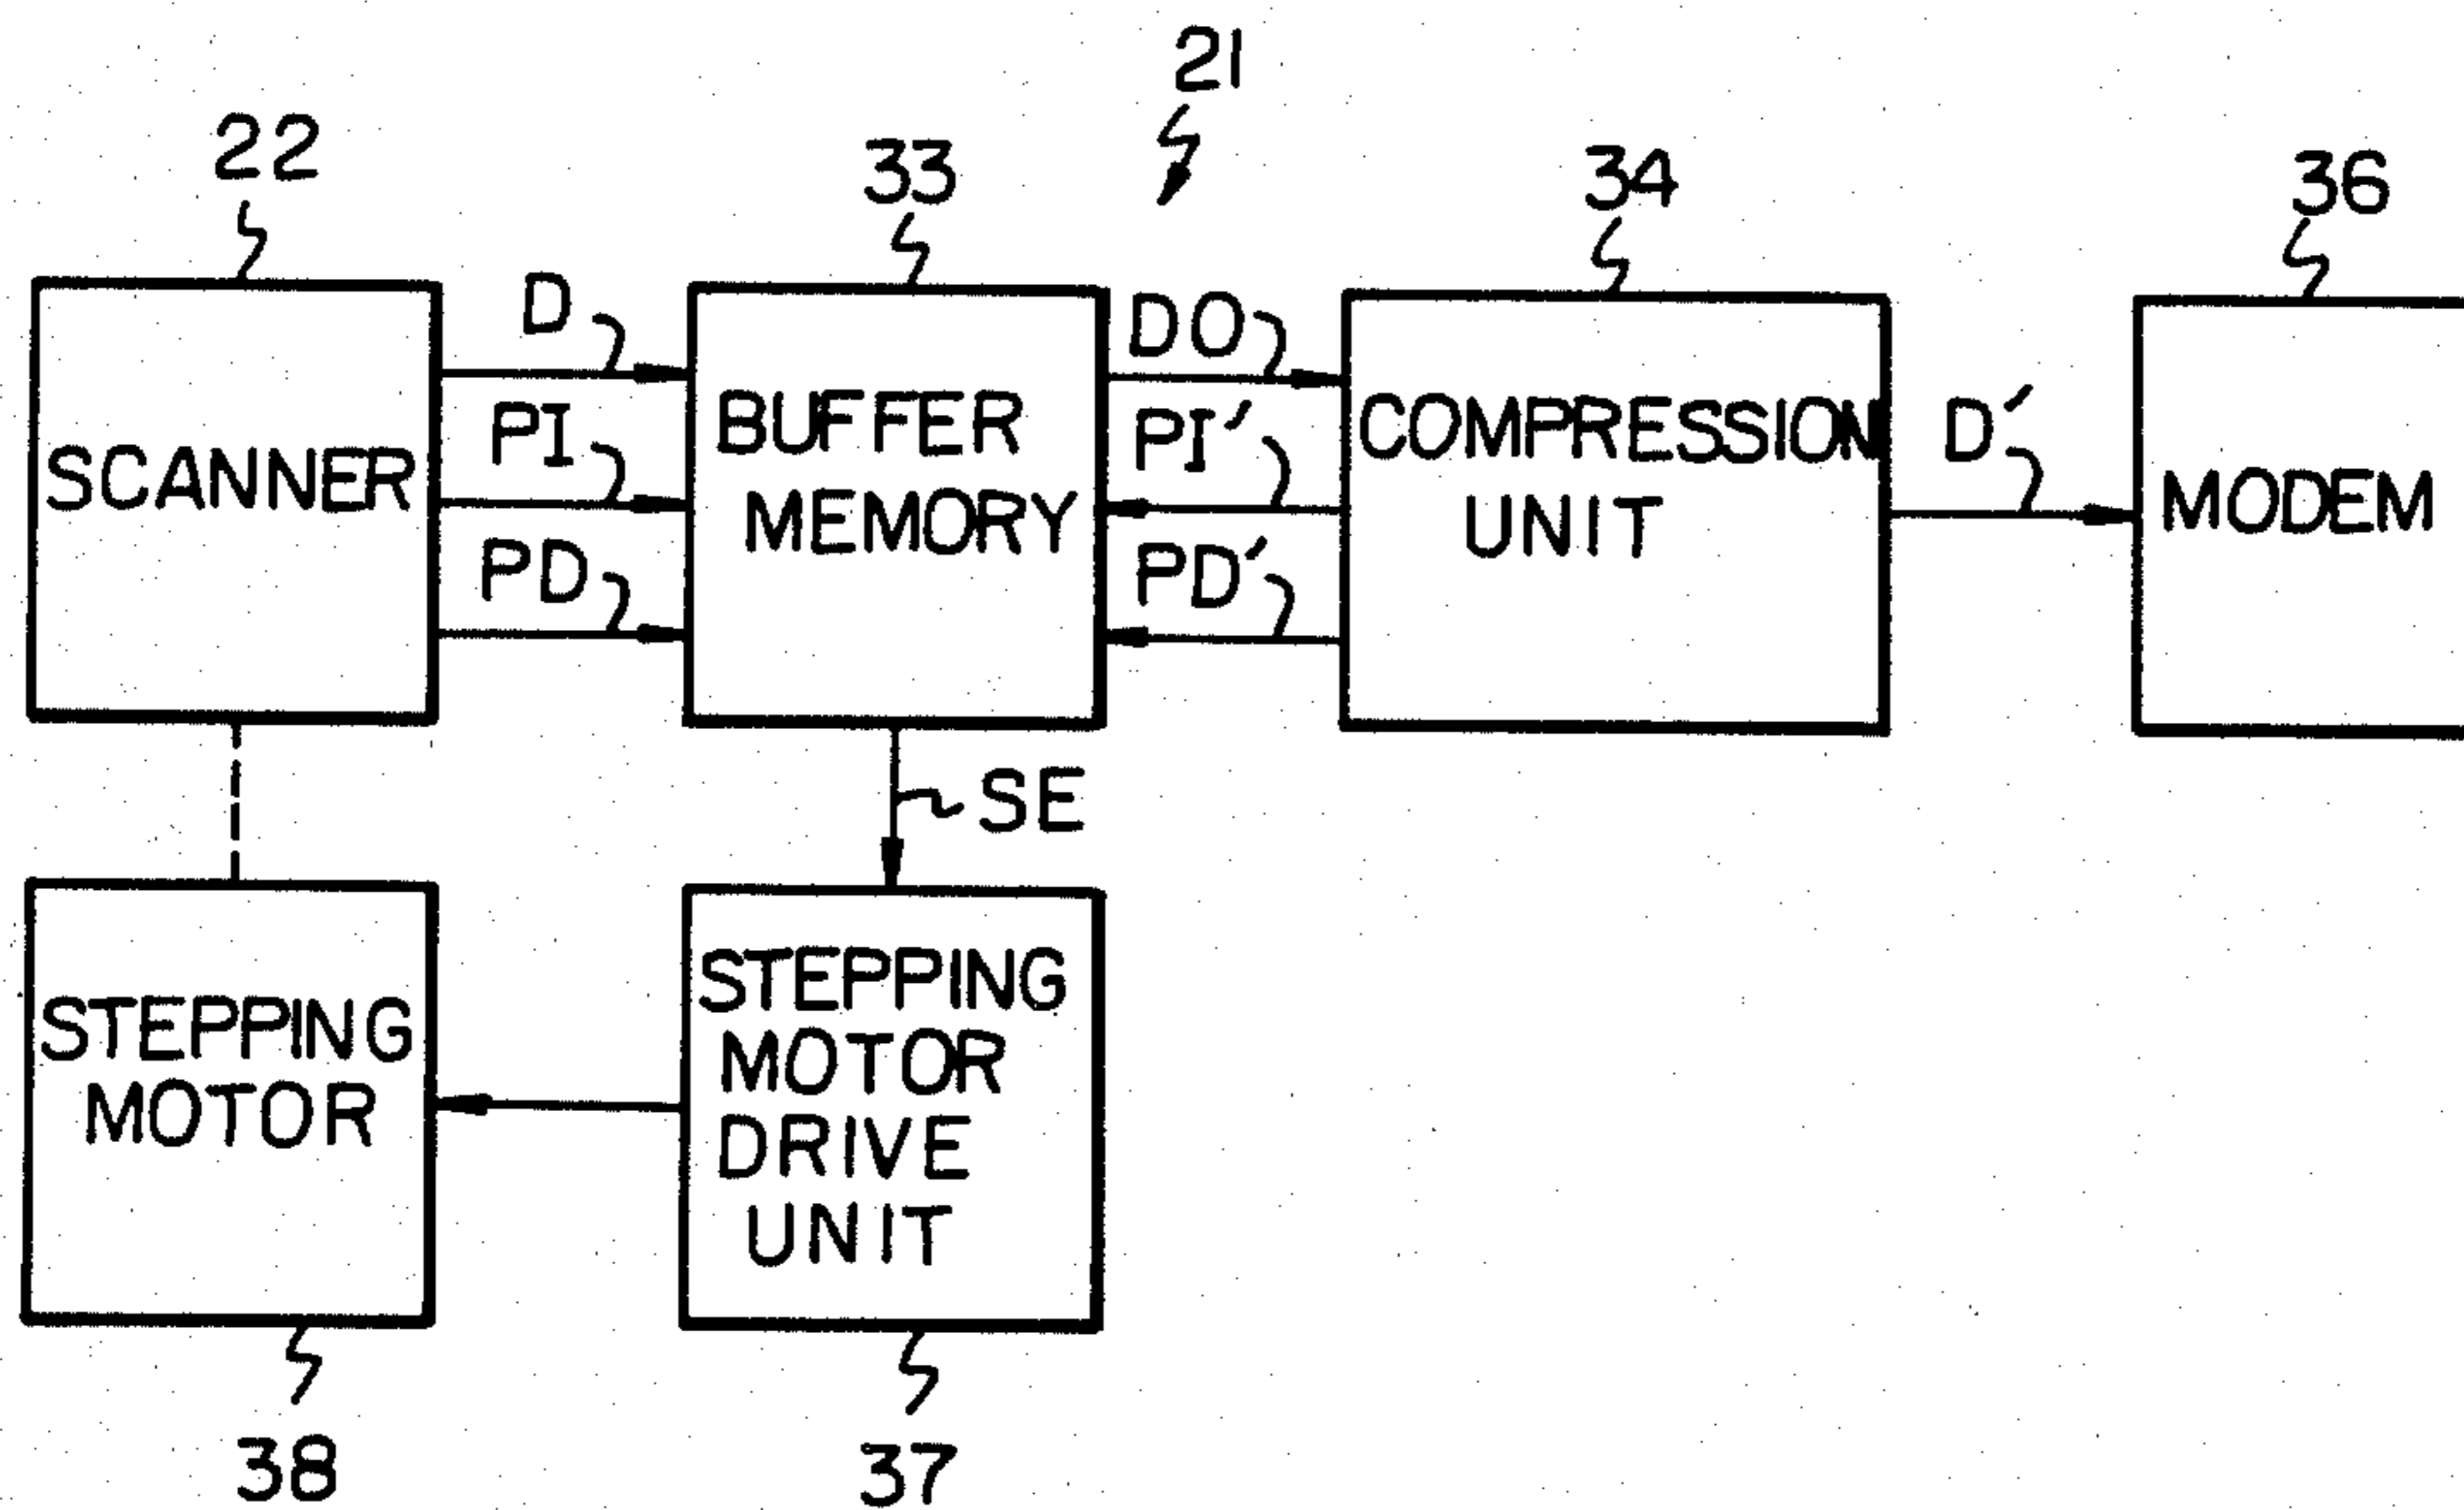 21
22
33
34
36
D
PI
PD
DO
PI′
PD′
D′
SCANNER
BUFFER
MEMORY
COMPRESSION
UNIT
MODEM
SE
STEPPING
MOTOR
STEPPING
MOTOR
DRIVE
UNIT
38
37